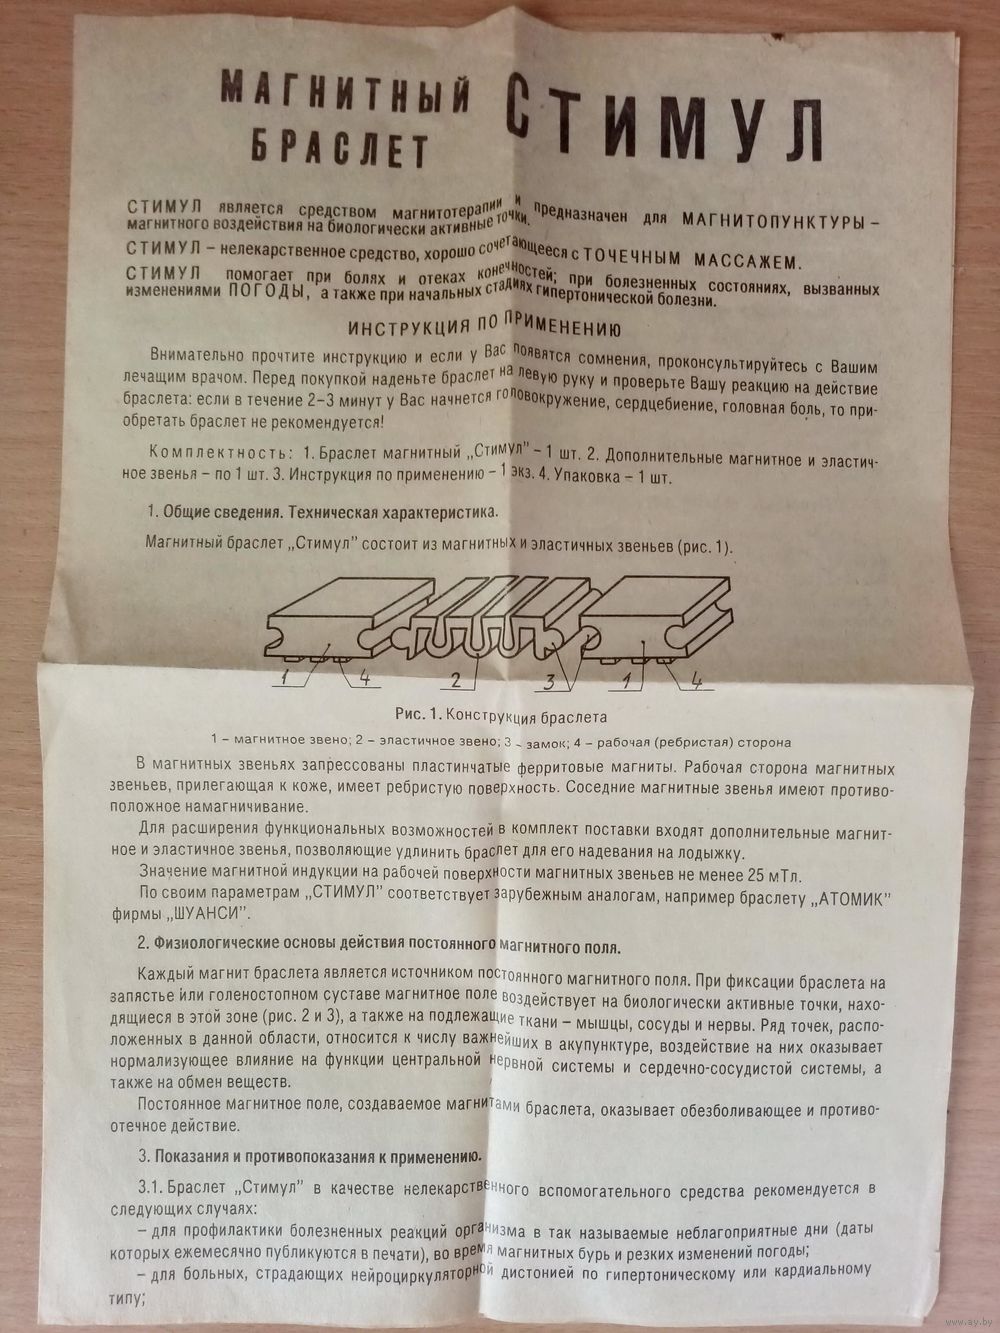 МАГНИТНЫЙ
БРАСЛЕТ
СТИМУЛ
СТИМУЛ является средством магнитотерапии и предназначен для МАГНИТОПУНКТУРЫ –
магнитного воздействия на биологически активные точки.
СТИМУЛ – нелекарственное средство, хорошо сочетающееся с ТОЧЕЧНЫМ МАССАЖЕМ.
СТИМУЛ помогает при болях и отеках конечностей; при болезненных состояниях, вызванных
изменениями ПОГОДЫ, а также при начальных стадиях гипертонической болезни.
ИНСТРУКЦИЯ ПО ПРИМЕНЕНИЮ
Внимательно прочтите инструкцию и если у Вас появятся сомнения, проконсультируйтесь с Вашим
лечащим врачом. Перед покупкой наденьте браслет на левую руку и проверьте Вашу реакцию на действие
браслета: если в течение 2–3 минут у Вас начнется головокружение, сердцебиение, головная боль, то при-
обретать браслет не рекомендуется!
Комплектность: 1. Браслет магнитный „Стимул" – 1 шт. 2. Дополнительные магнитное и эластич-
ное звенья – по 1 шт. 3. Инструкция по применению – 1 экз. 4. Упаковка – 1 шт.
1. Общие сведения. Техническая характеристика.
Магнитный браслет „Стимул" состоит из магнитных и эластичных звеньев (рис. 1).
1 4 2 3 1 4
Рис. 1. Конструкция браслета
1 – магнитное звено; 2 – эластичное звено; 3 – замок; 4 – рабочая (ребристая) сторона
В магнитных звеньях запрессованы пластинчатые ферритовые магниты. Рабочая сторона магнитных
звеньев, прилегающая к коже, имеет ребристую поверхность. Соседние магнитные звенья имеют противо-
положное намагничивание.
Для расширения функциональных возможностей в комплект поставки входят дополнительные магнит-
ное и эластичное звенья, позволяющие удлинить браслет для его надевания на лодыжку.
Значение магнитной индукции на рабочей поверхности магнитных звеньев не менее 25 мТл.
По своим параметрам „СТИМУЛ" соответствует зарубежным аналогам, например браслету „АТОМИК"
фирмы „ШУАНСИ".
2. Физиологические основы действия постоянного магнитного поля.
Каждый магнит браслета является источником постоянного магнитного поля. При фиксации браслета на
запястье или голеностопном суставе магнитное поле воздействует на биологически активные точки, нахо-
дящиеся в этой зоне (рис. 2 и 3), а также на подлежащие ткани – мышцы, сосуды и нервы. Ряд точек, распо-
ложенных в данной области, относится к числу важнейших в акупунктуре, воздействие на них оказывает
нормализующее влияние на функции центральной нервной системы и сердечно-сосудистой системы, а
также на обмен веществ.
Постоянное магнитное поле, создаваемое магнитами браслета, оказывает обезболивающее и противо-
отечное действие.
3. Показания и противопоказания к применению.
3.1. Браслет „Стимул" в качестве нелекарственного вспомогательного средства рекомендуется в
следующих случаях:
– для профилактики болезненных реакций организма в так называемые неблагоприятные дни (даты
которых ежемесячно публикуются в печати), во время магнитных бурь и резких изменений погоды;
– для больных, страдающих нейроциркуляторной дистонией по гипертоническому или кардиальному
типу;
www.ay.by